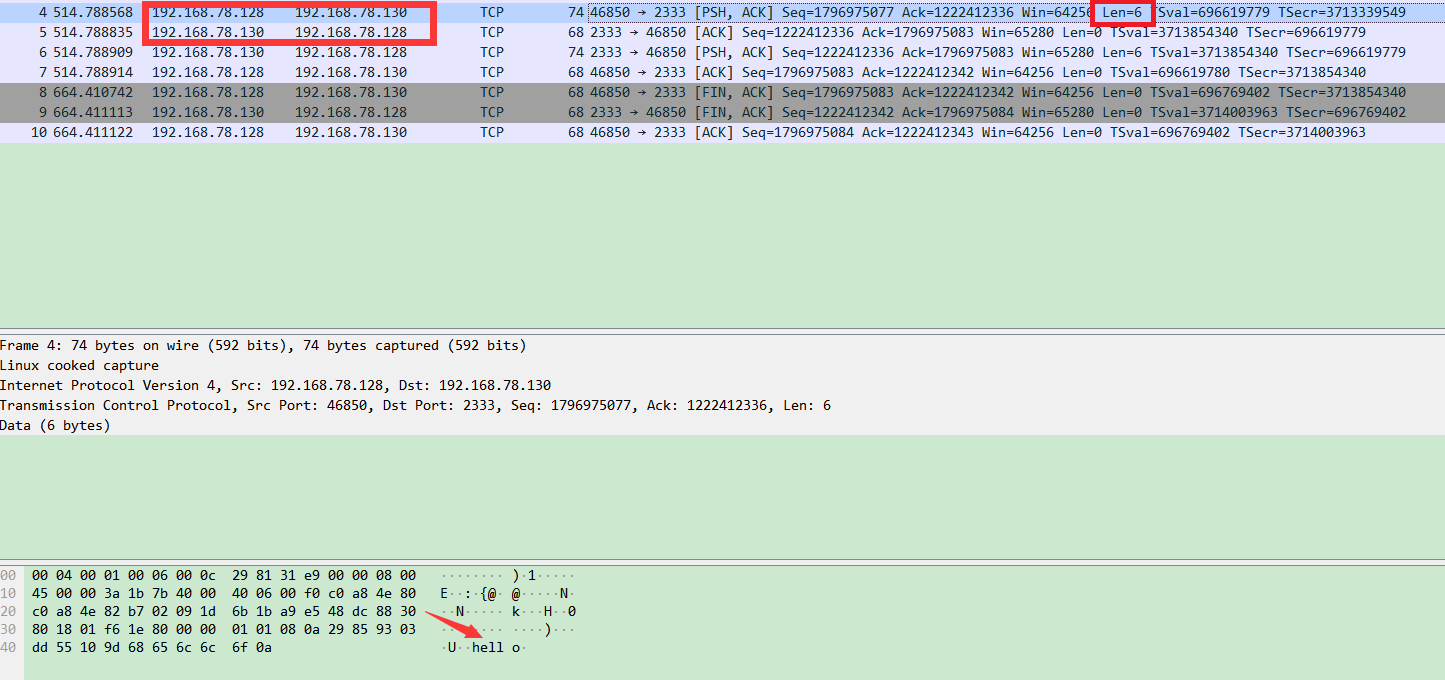 4 514.788568 192.168.78.128 192.168.78.130 TCP 74 46850 → 2333 [PSH, ACK] Seq=1796975077 Ack=1222412336 Win=64256 Len=6 TSval=696619779 TSecr=3713339549
5 514.788835 192.168.78.130 192.168.78.128 TCP 68 2333 → 46850 [ACK] Seq=1222412336 Ack=1796975083 Win=65280 Len=0 TSval=3713854340 TSecr=696619779
6 514.788909 192.168.78.130 192.168.78.128 TCP 74 2333 → 46850 [PSH, ACK] Seq=1222412336 Ack=1796975083 Win=65280 Len=6 TSval=3713854340 TSecr=696619779
7 514.788914 192.168.78.128 192.168.78.130 TCP 68 46850 → 2333 [ACK] Seq=1796975083 Ack=1222412342 Win=64256 Len=0 TSval=696619780 TSecr=3713854340
8 664.410742 192.168.78.128 192.168.78.130 TCP 68 46850 → 2333 [FIN, ACK] Seq=1796975083 Ack=1222412342 Win=64256 Len=0 TSval=696769402 TSecr=3713854340
9 664.411113 192.168.78.130 192.168.78.128 TCP 68 2333 → 46850 [FIN, ACK] Seq=1222412342 Ack=1796975084 Win=65280 Len=0 TSval=3714003963 TSecr=696769402
10 664.411122 192.168.78.128 192.168.78.130 TCP 68 46850 → 2333 [ACK] Seq=1796975084 Ack=1222412343 Win=64256 Len=0 TSval=696769402 TSecr=3714003963
Frame 4: 74 bytes on wire (592 bits), 74 bytes captured (592 bits)
Linux cooked capture
Internet Protocol Version 4, Src: 192.168.78.128, Dst: 192.168.78.130
Transmission Control Protocol, Src Port: 46850, Dst Port: 2333, Seq: 1796975077, Ack: 1222412336, Len: 6
Data (6 bytes)
00 00 04 00 01 00 06 00 0c 29 81 31 e9 00 00 08 00 ········ )·1·····
10 45 00 00 3a 1b 7b 40 00 40 06 00 f0 c0 a8 4e 80 E··:·{@· @·····N·
20 c0 a8 4e 82 b7 02 09 1d 6b 1b a9 e5 48 dc 88 30 ··N····· k···H··0
30 80 18 01 f6 1e 80 00 00 01 01 08 0a 29 85 93 03 ········ ····)···
40 dd 55 10 9d 68 65 6c 6c 6f 0a ·U··hell o·